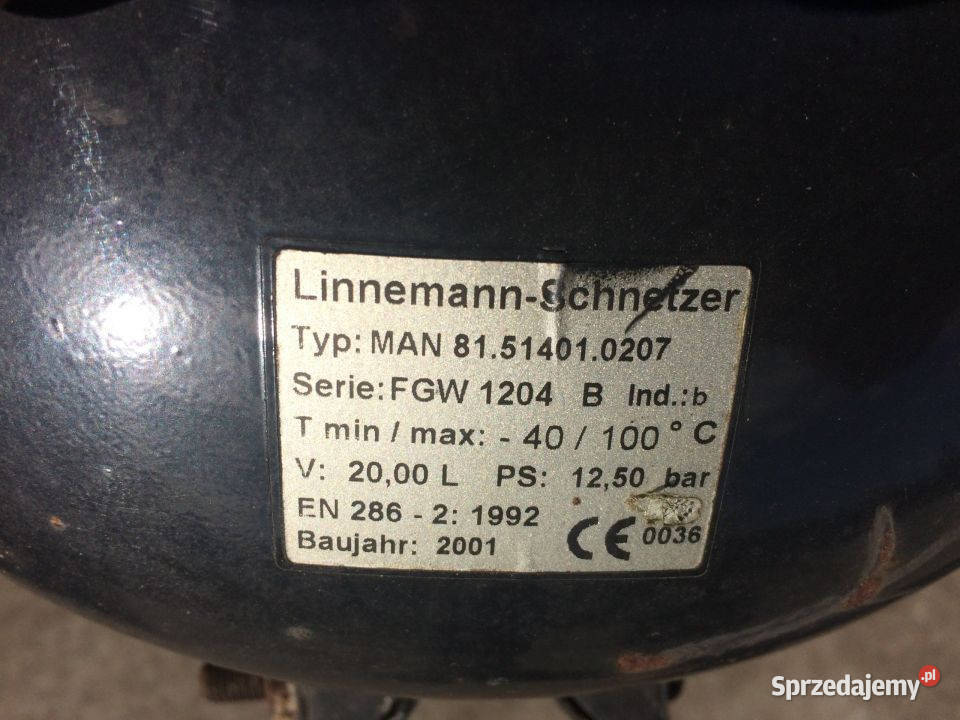 Linnemann-Schnetzer
Typ: MAN 81.51401.0207
Serie: FGW 1204 B Ind.: b
T min / max: - 40 / 100 ° C
V: 20,00 L PS: 12,50 bar
EN 286 - 2: 1992
Baujahr: 2001 CE 0036
Sprzedajemy.pl